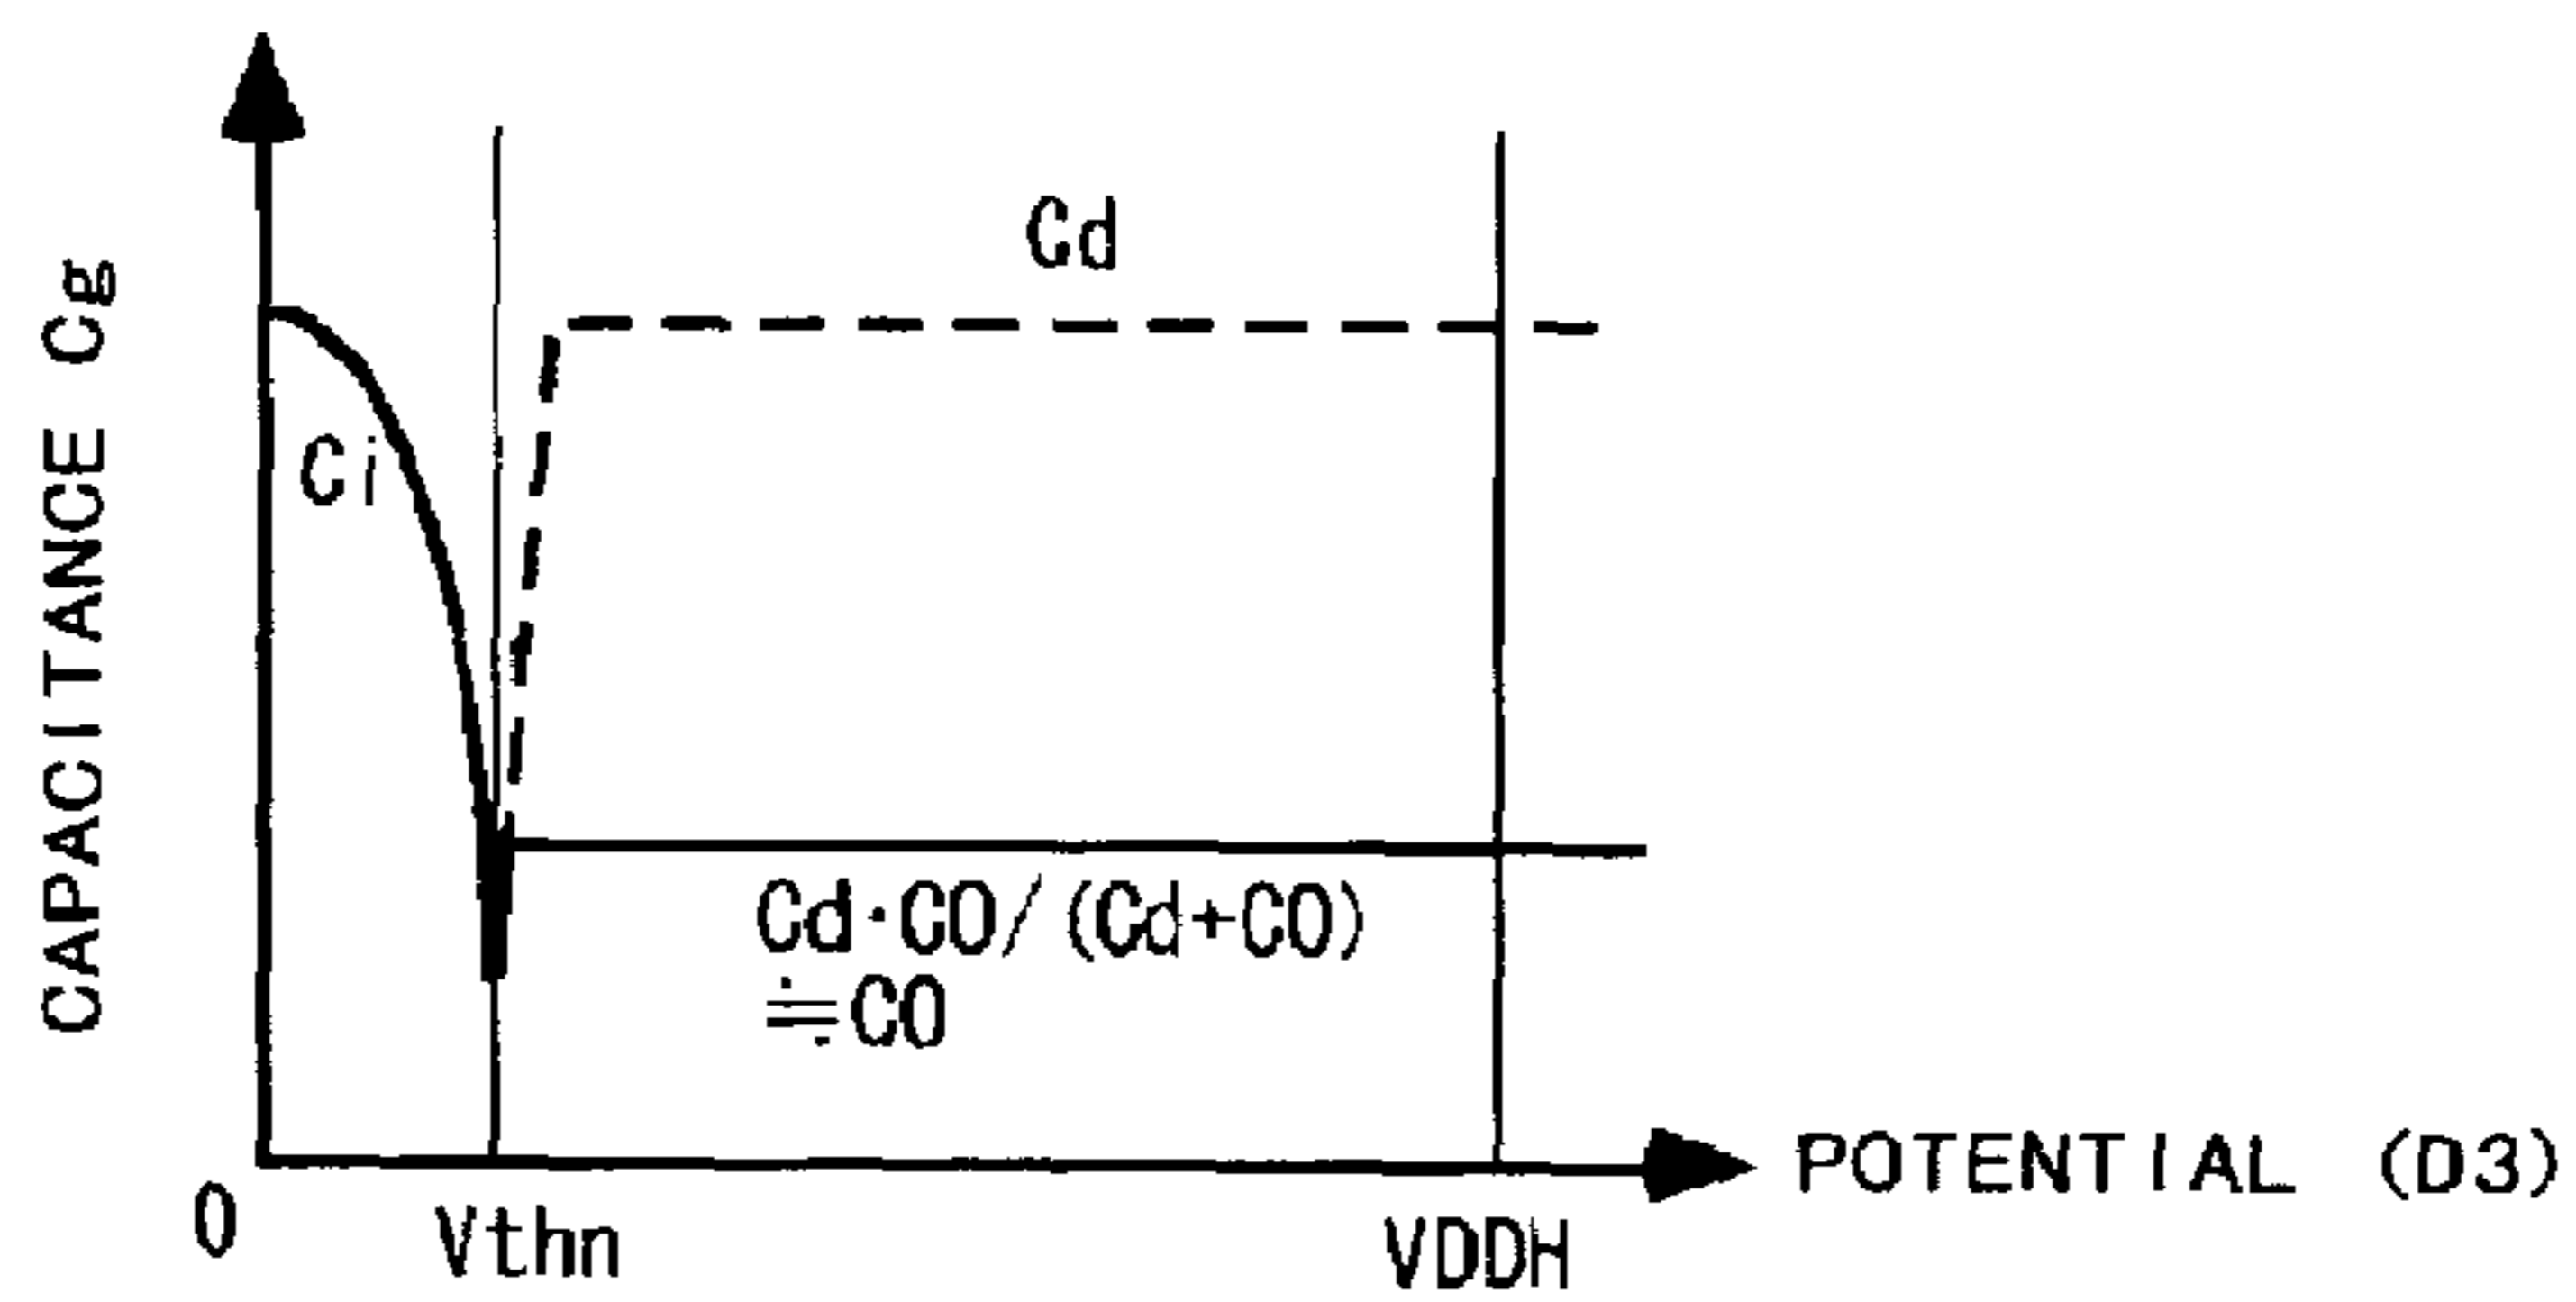 CAPACITANCE Cg
Cd
Ci
Cd·C0/(Cd+C0)
≒C0
0
Vthn
VDDH
POTENTIAL (D3)